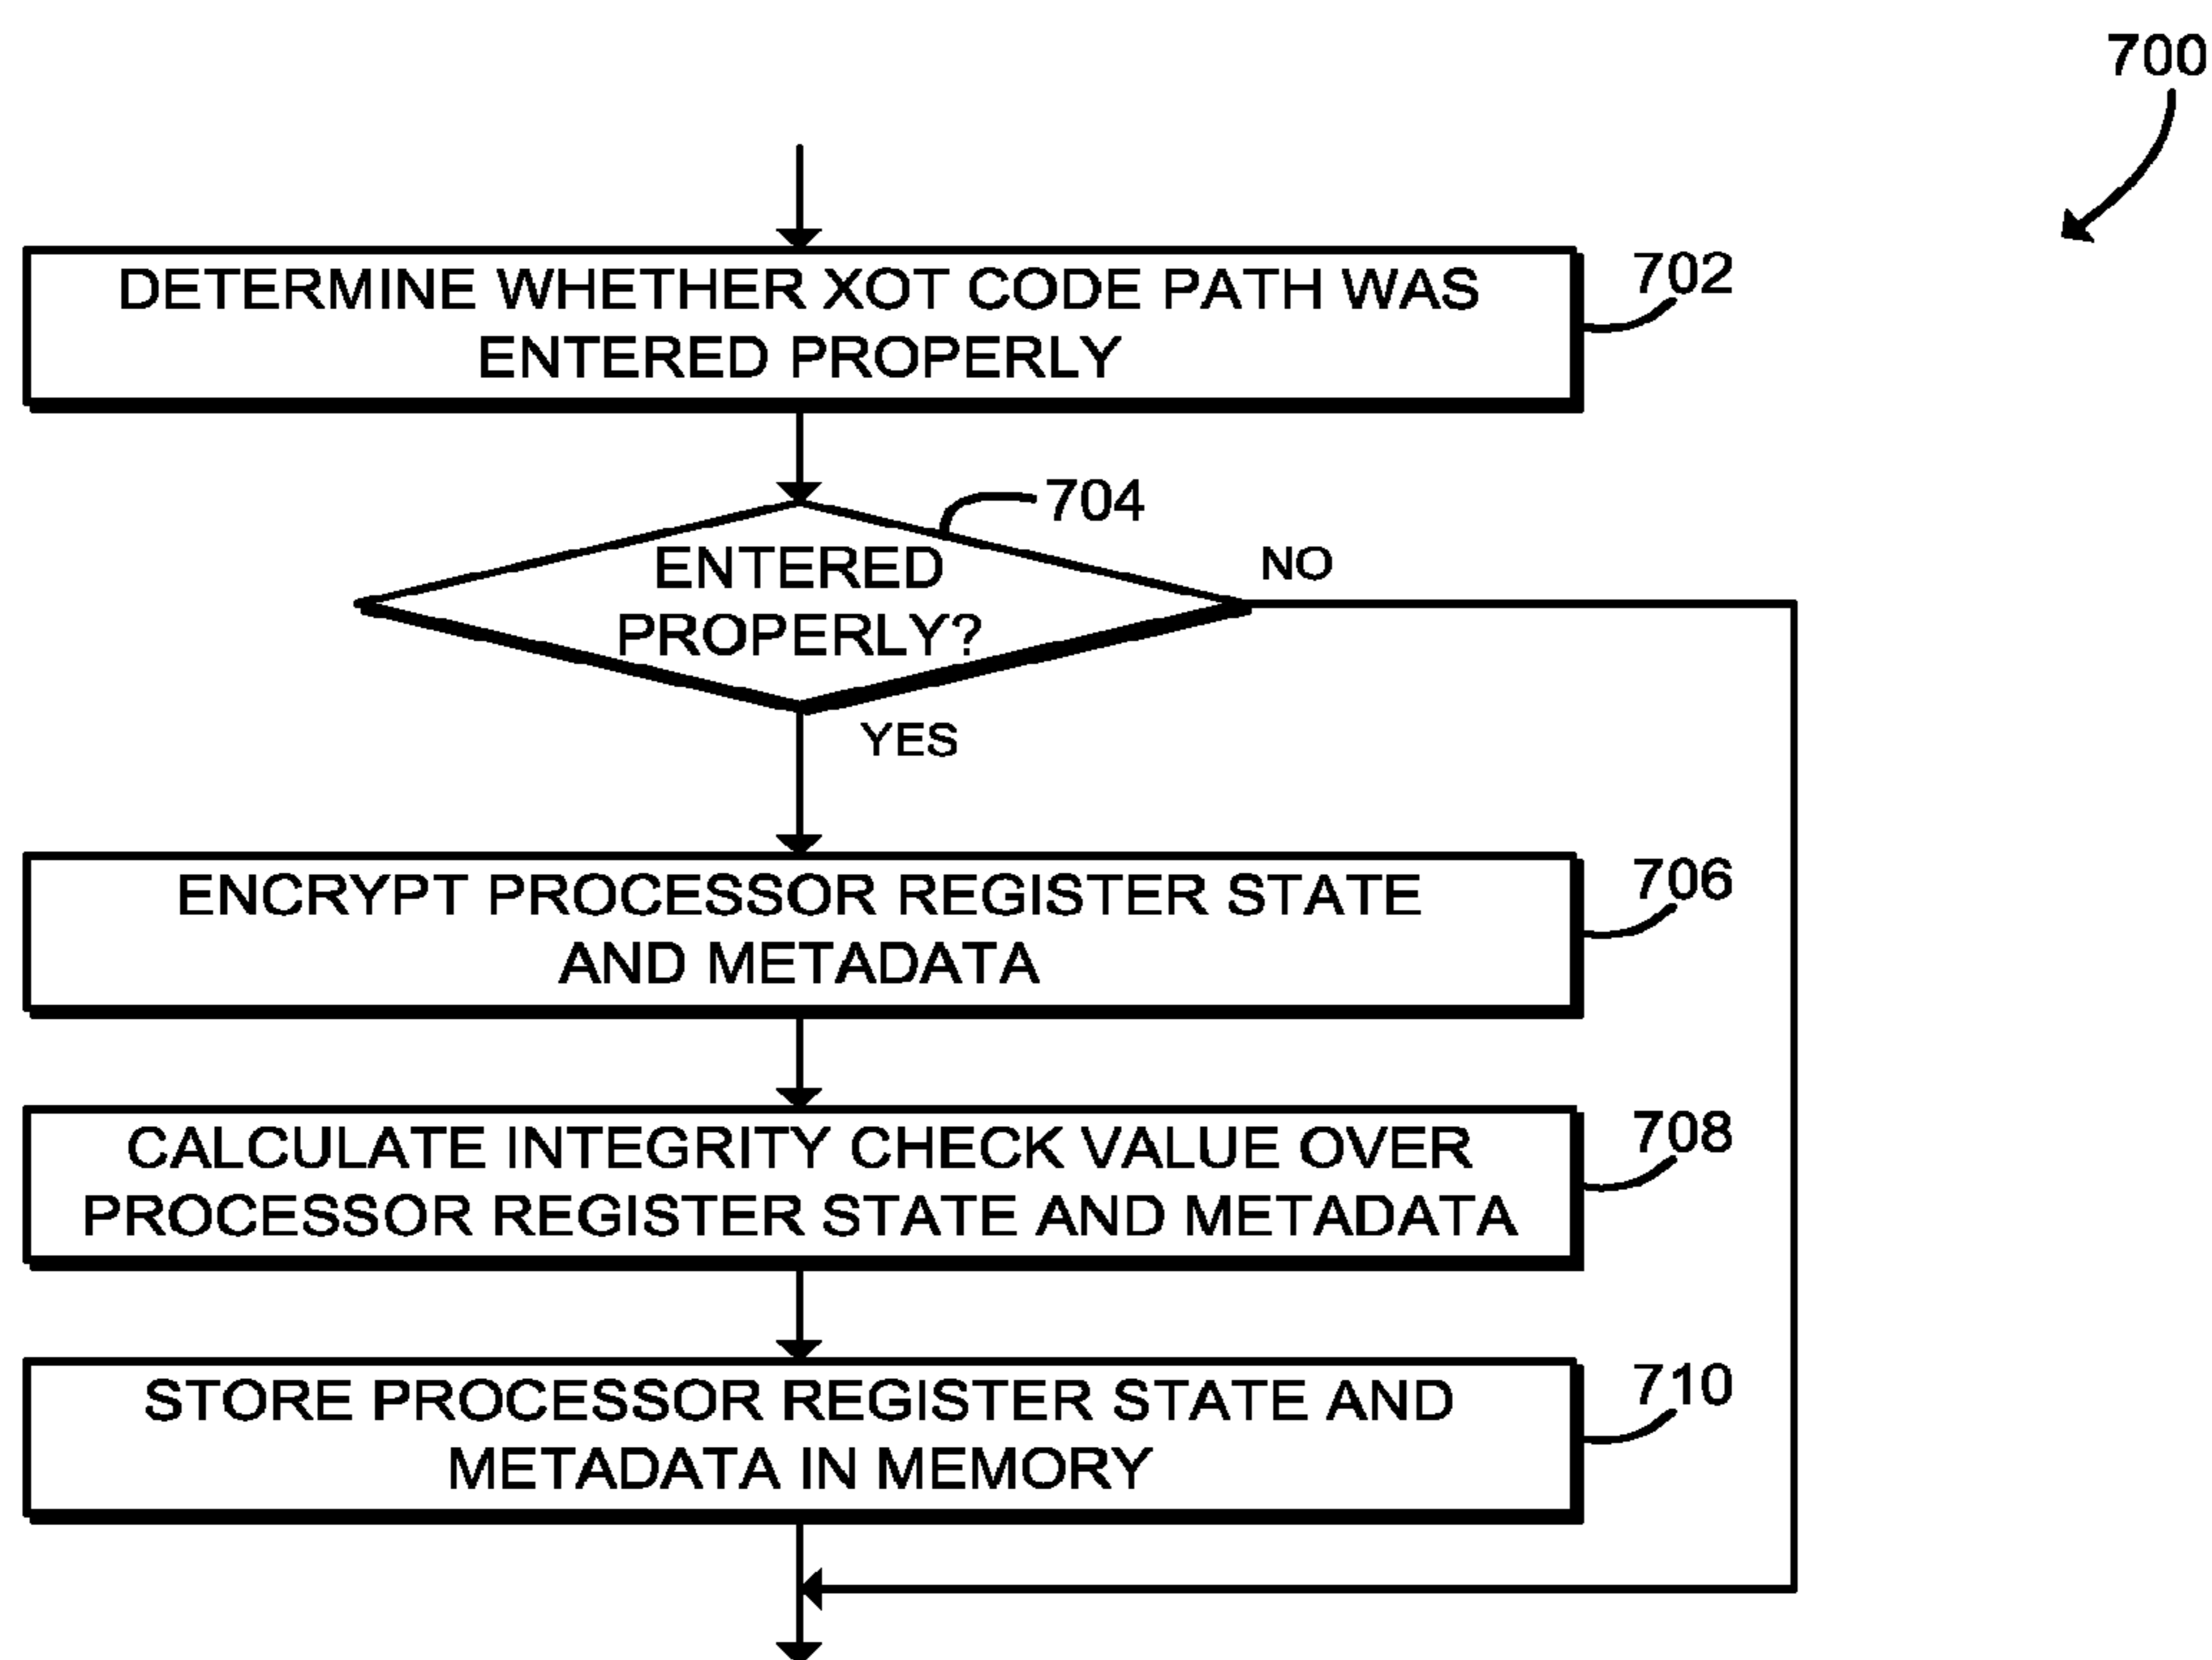 700
DETERMINE WHETHER XOT CODE PATH WAS
ENTERED PROPERLY
702
704
ENTERED
PROPERLY?
NO
YES
ENCRYPT PROCESSOR REGISTER STATE
AND METADATA
706
CALCULATE INTEGRITY CHECK VALUE OVER
PROCESSOR REGISTER STATE AND METADATA
708
STORE PROCESSOR REGISTER STATE AND
METADATA IN MEMORY
710